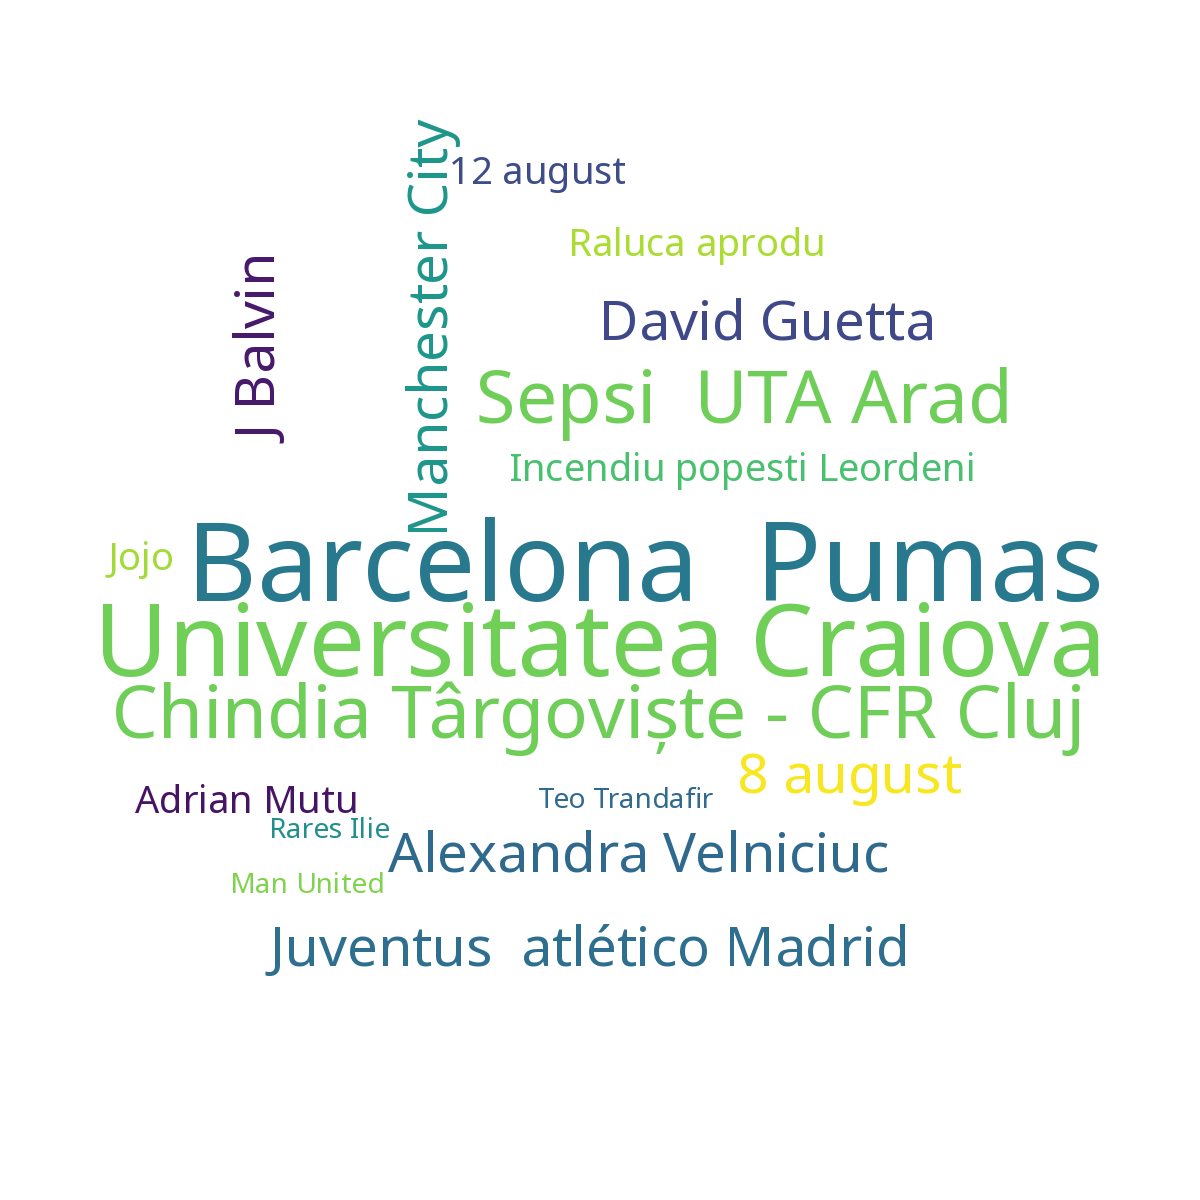 Manchester City
12 august
Raluca aprodu
J Balvin
David Guetta
Sepsi  UTA Arad
Incendiu popesti Leordeni
Jojo
Barcelona  Pumas
Universitatea Craiova
Chindia Târgoviște - CFR Cluj
8 august
Adrian Mutu
Teo Trandafir
Rares Ilie
Alexandra Velniciuc
Man United
Juventus  atlético Madrid